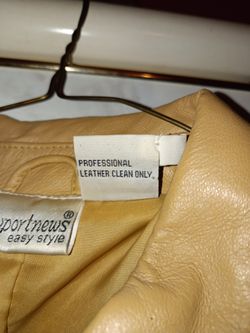 PROFESSIONAL
LEATHER CLEAN ONLY.
portnews®
easy style